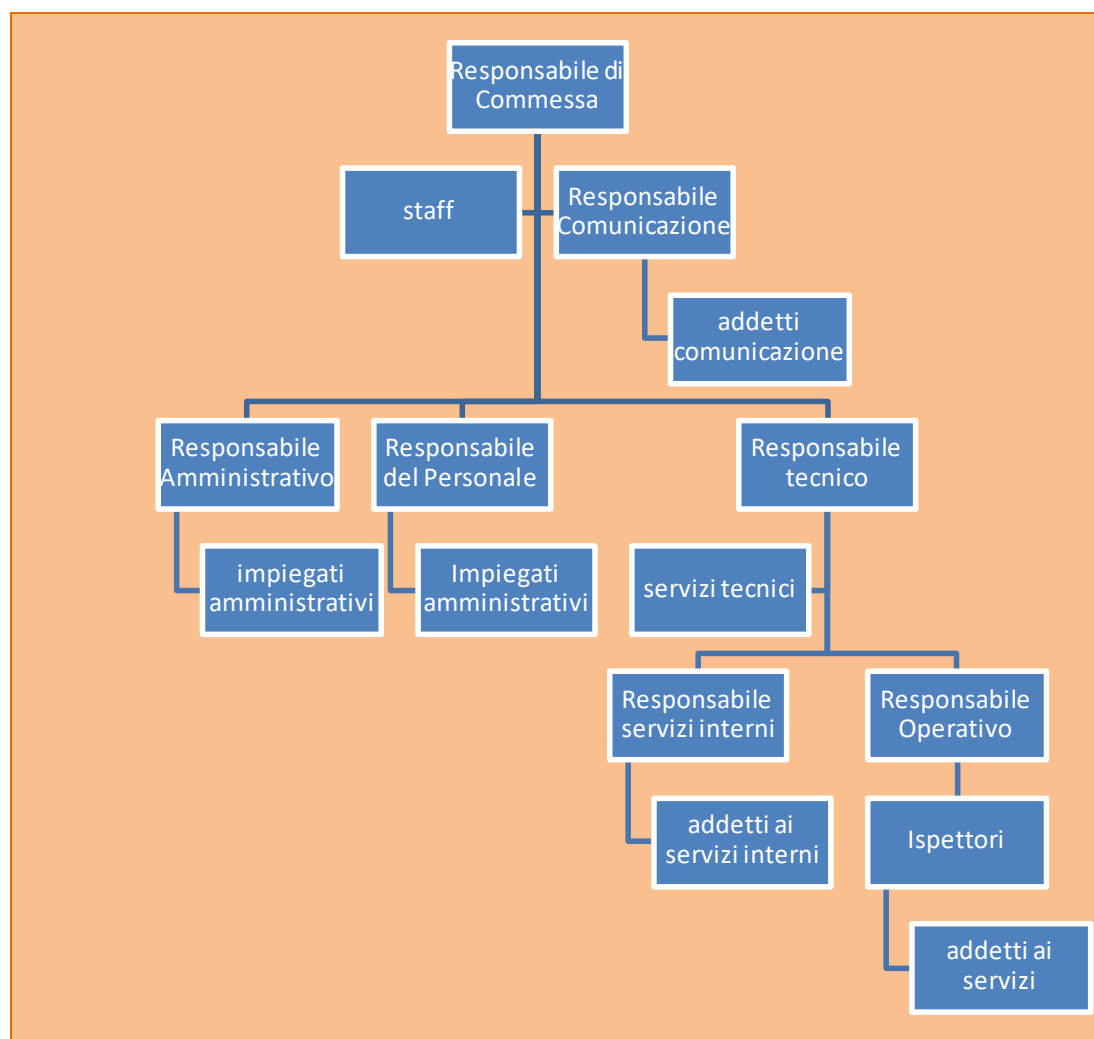 Responsabile di
Commessa
staff
Responsabile
Comunicazione
addetti
comunicazione
Responsabile
Amministrativo
Responsabile
del Personale
Responsabile
tecnico
impiegati
amministrativi
Impiegati
amministrativi
servizi tecnici
Responsabile
servizi interni
Responsabile
Operativo
addetti ai
servizi interni
Ispettori
addetti ai
servizi